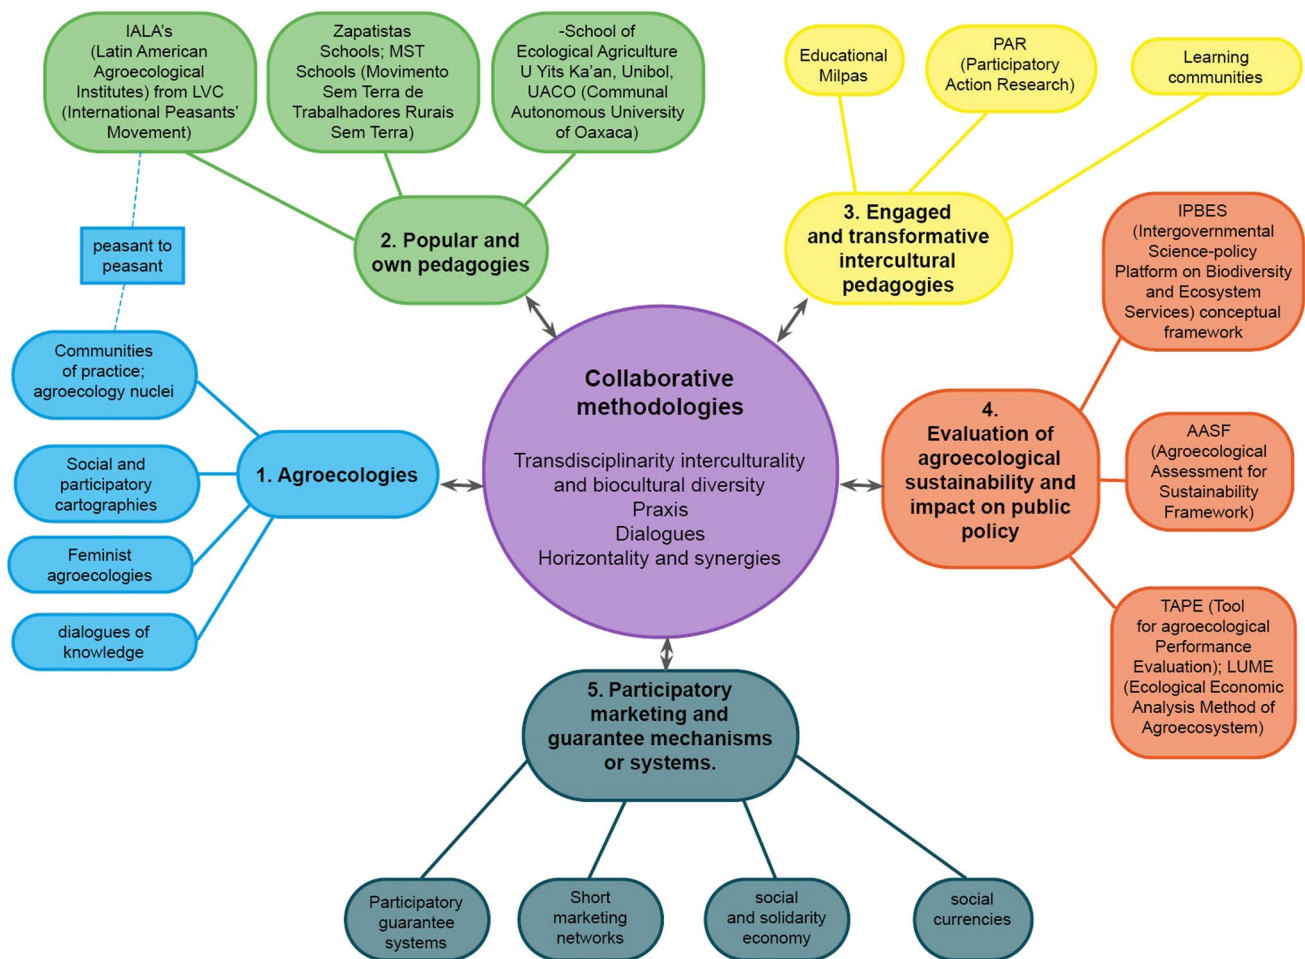 IALA's
(Latin American
Agroecological
Institutes) from LVC
(International Peasants'
Movement)
Zapatistas
Schools; MST
Schools (Movimento
Sem Terra de
Trabalhadores Rurais
Sem Terra)
-School of
Ecological Agriculture
U Yits Ka'an, Unibol,
UACO (Communal
Autonomous University
of Oaxaca)
Educational
Milpas
PAR
(Participatory
Action Research)
Learning
communities
peasant to
peasant
2. Popular and
own pedagogies
3. Engaged
and transformative
intercultural
pedagogies
IPBES
(Intergovernmental
Science-policy
Platform on Biodiversity
and Ecosystem
Services) conceptual
framework
Communities
of practice;
agroecology nuclei
Social and
participatory
cartographies
Feminist
agroecologies
dialogues of
knowledge
1. Agroecologies
Collaborative
methodologies
Transdisciplinarity interculturality
and biocultural diversity
Praxis
Dialogues
Horizontality and synergies
4.
Evaluation of
agroecological
sustainability and
impact on public
policy
AASF
(Agroecological
Assessment for
Sustainability
Framework)
TAPE (Tool
for agroecological
Performance
Evaluation); LUME
(Ecological Economic
Analysis Method of
Agroecosystem)
5. Participatory
marketing and
guarantee mechanisms
or systems.
Participatory
guarantee
systems
Short
marketing
networks
social
and solidarity
economy
social
currencies